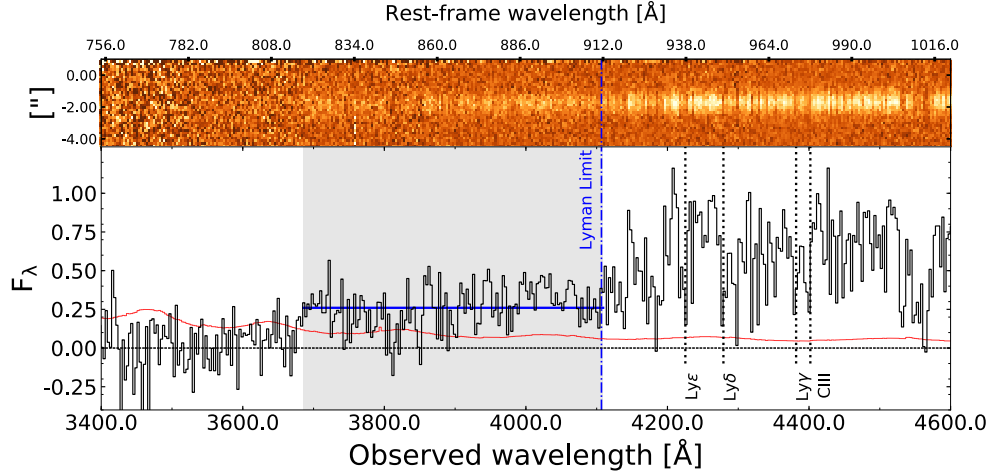 Rest-frame wavelength [Å]
756.0 782.0 808.0 834.0 860.0 886.0 912.0 938.0 964.0 990.0 1016.0
["]
0.00
-2.00
-4.00
Lyman Limit
F_λ
1.00
0.75
0.50
0.25
0.00
-0.25
Lyε
Lyδ
Lyγ
CIII
3400.0 3600.0 3800.0 4000.0 4200.0 4400.0 4600.0
Observed wavelength [Å]